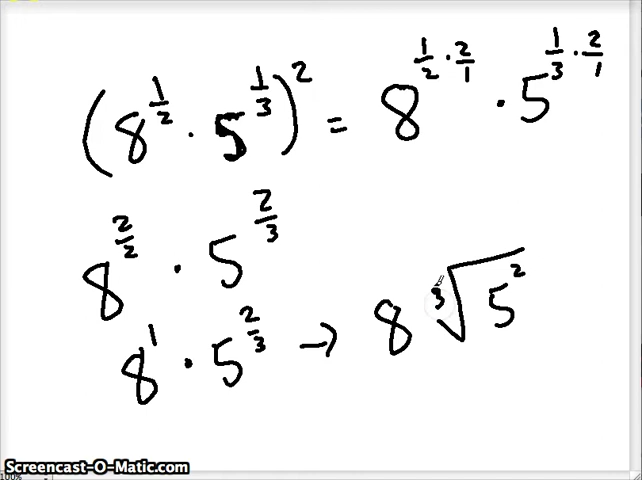 (8^{1/2} · 5^{1/3})^2 = 8^{1/2 · 2/1} · 5^{1/3 · 2/1}
8^{2/2} · 5^{2/3}
8^1 · 5^{2/3} → 8 ∛(5^2)
Screencast-O-Matic.com
100%